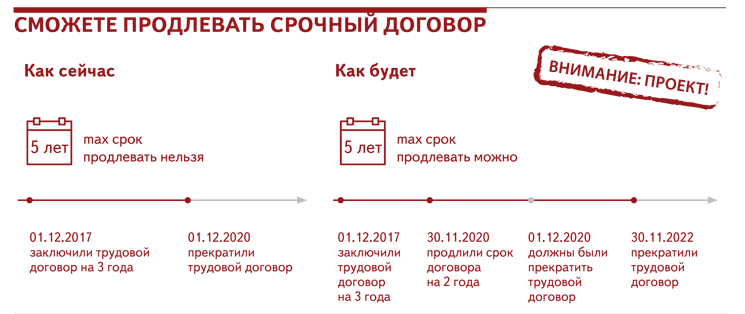 СМОЖЕТЕ ПРОДЛЕВАТЬ СРОЧНЫЙ ДОГОВОР
Как сейчас
Как будет
ВНИМАНИЕ: ПРОЕКТ!
5 лет
max срок
продлевать нельзя
5 лет
max срок
продлевать можно
01.12.2017
заключили трудовой
договор на 3 года
01.12.2020
прекратили
трудовой договор
01.12.2017
заключили
трудовой
договор
на 3 года
30.11.2020
продлили срок
договора
на 2 года
01.12.2020
должны были
прекратить
трудовой
договор
30.11.2022
прекратили
трудовой
договор